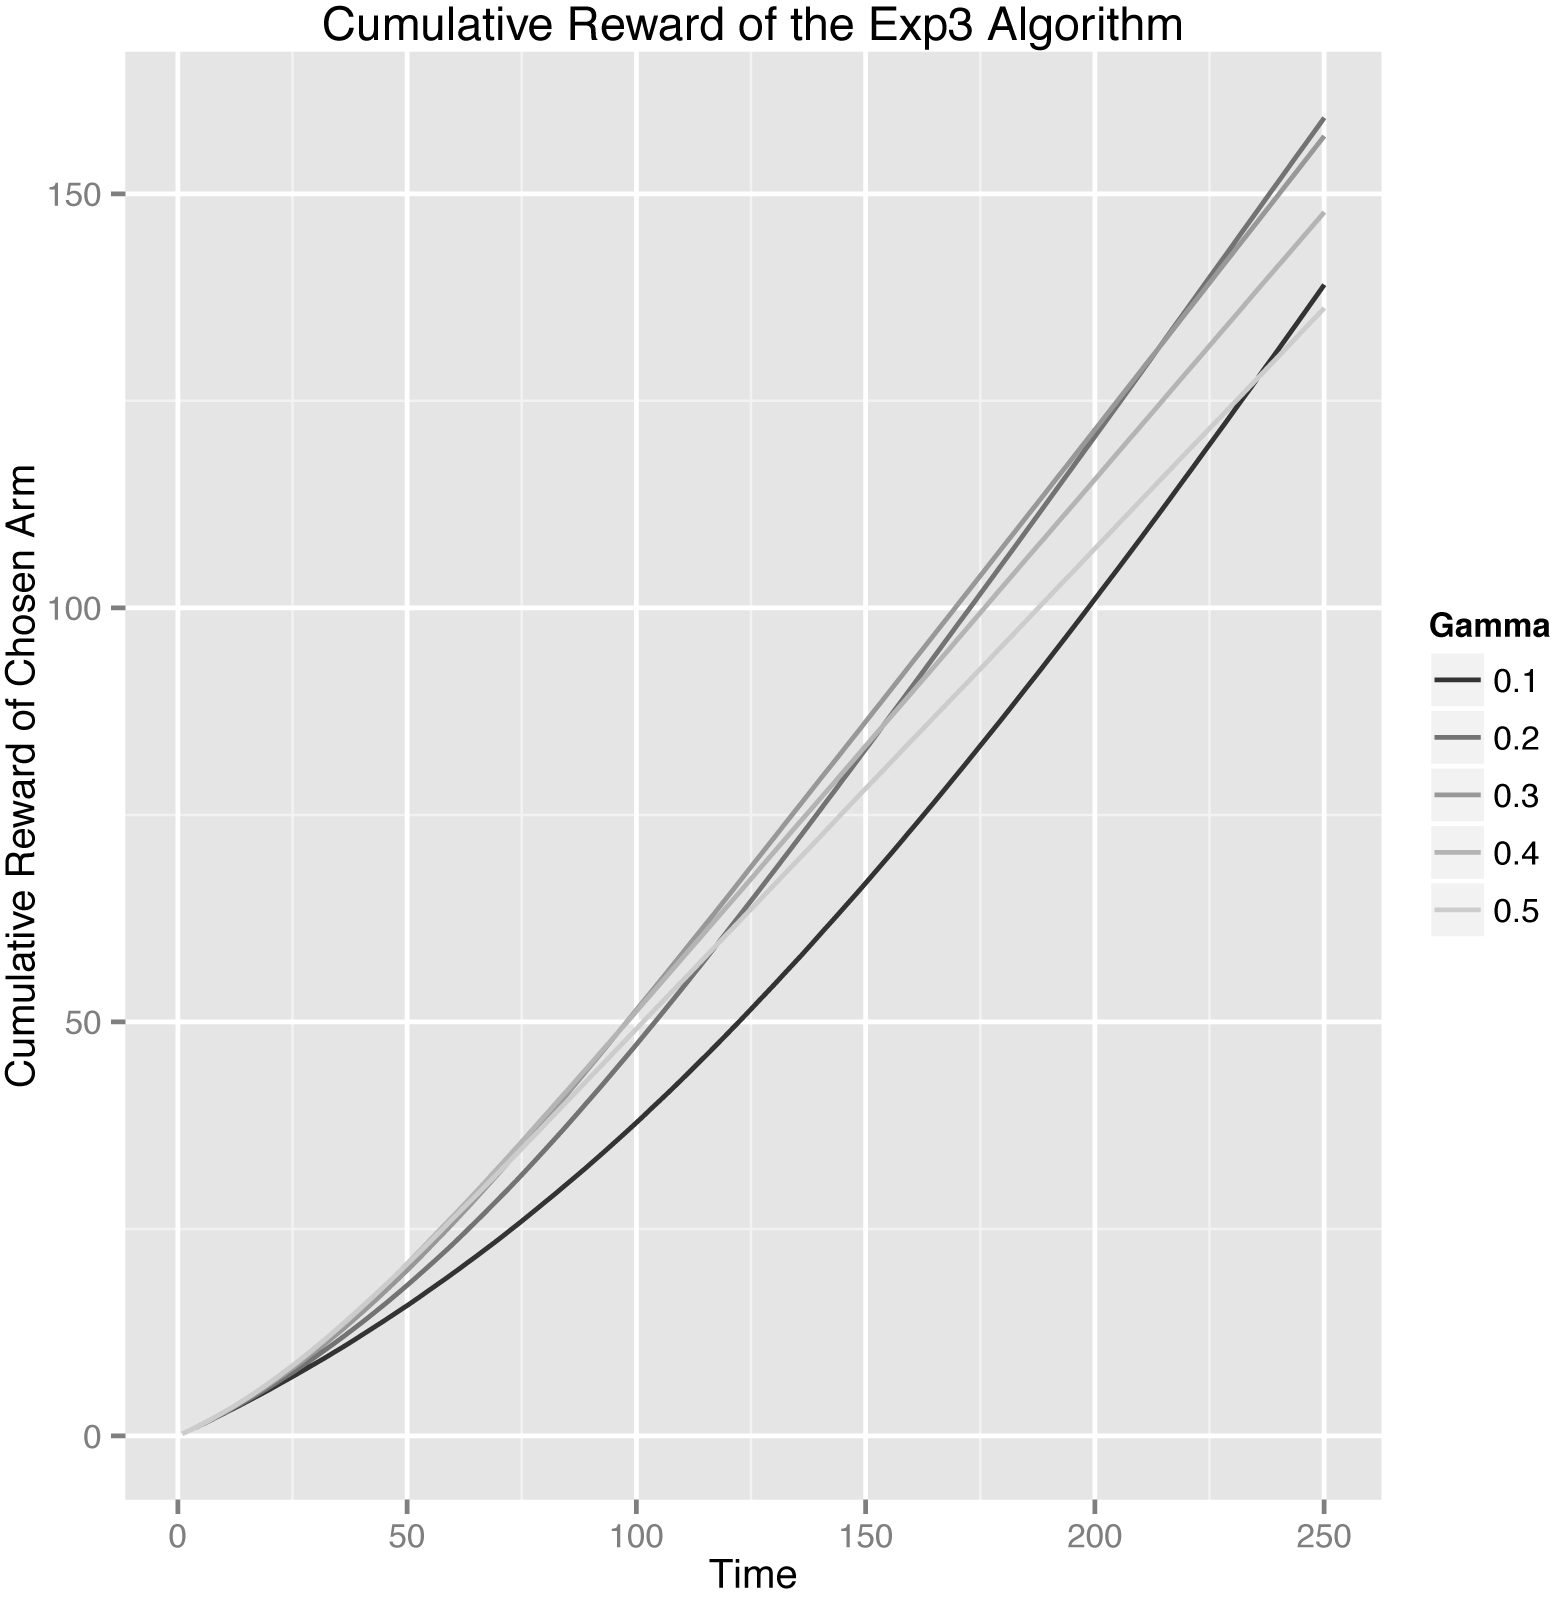 Cumulative Reward of the Exp3 Algorithm
Cumulative Reward of Chosen Arm
150
100
50
0
0 50 100 150 200 250
Time
Gamma
0.1
0.2
0.3
0.4
0.5